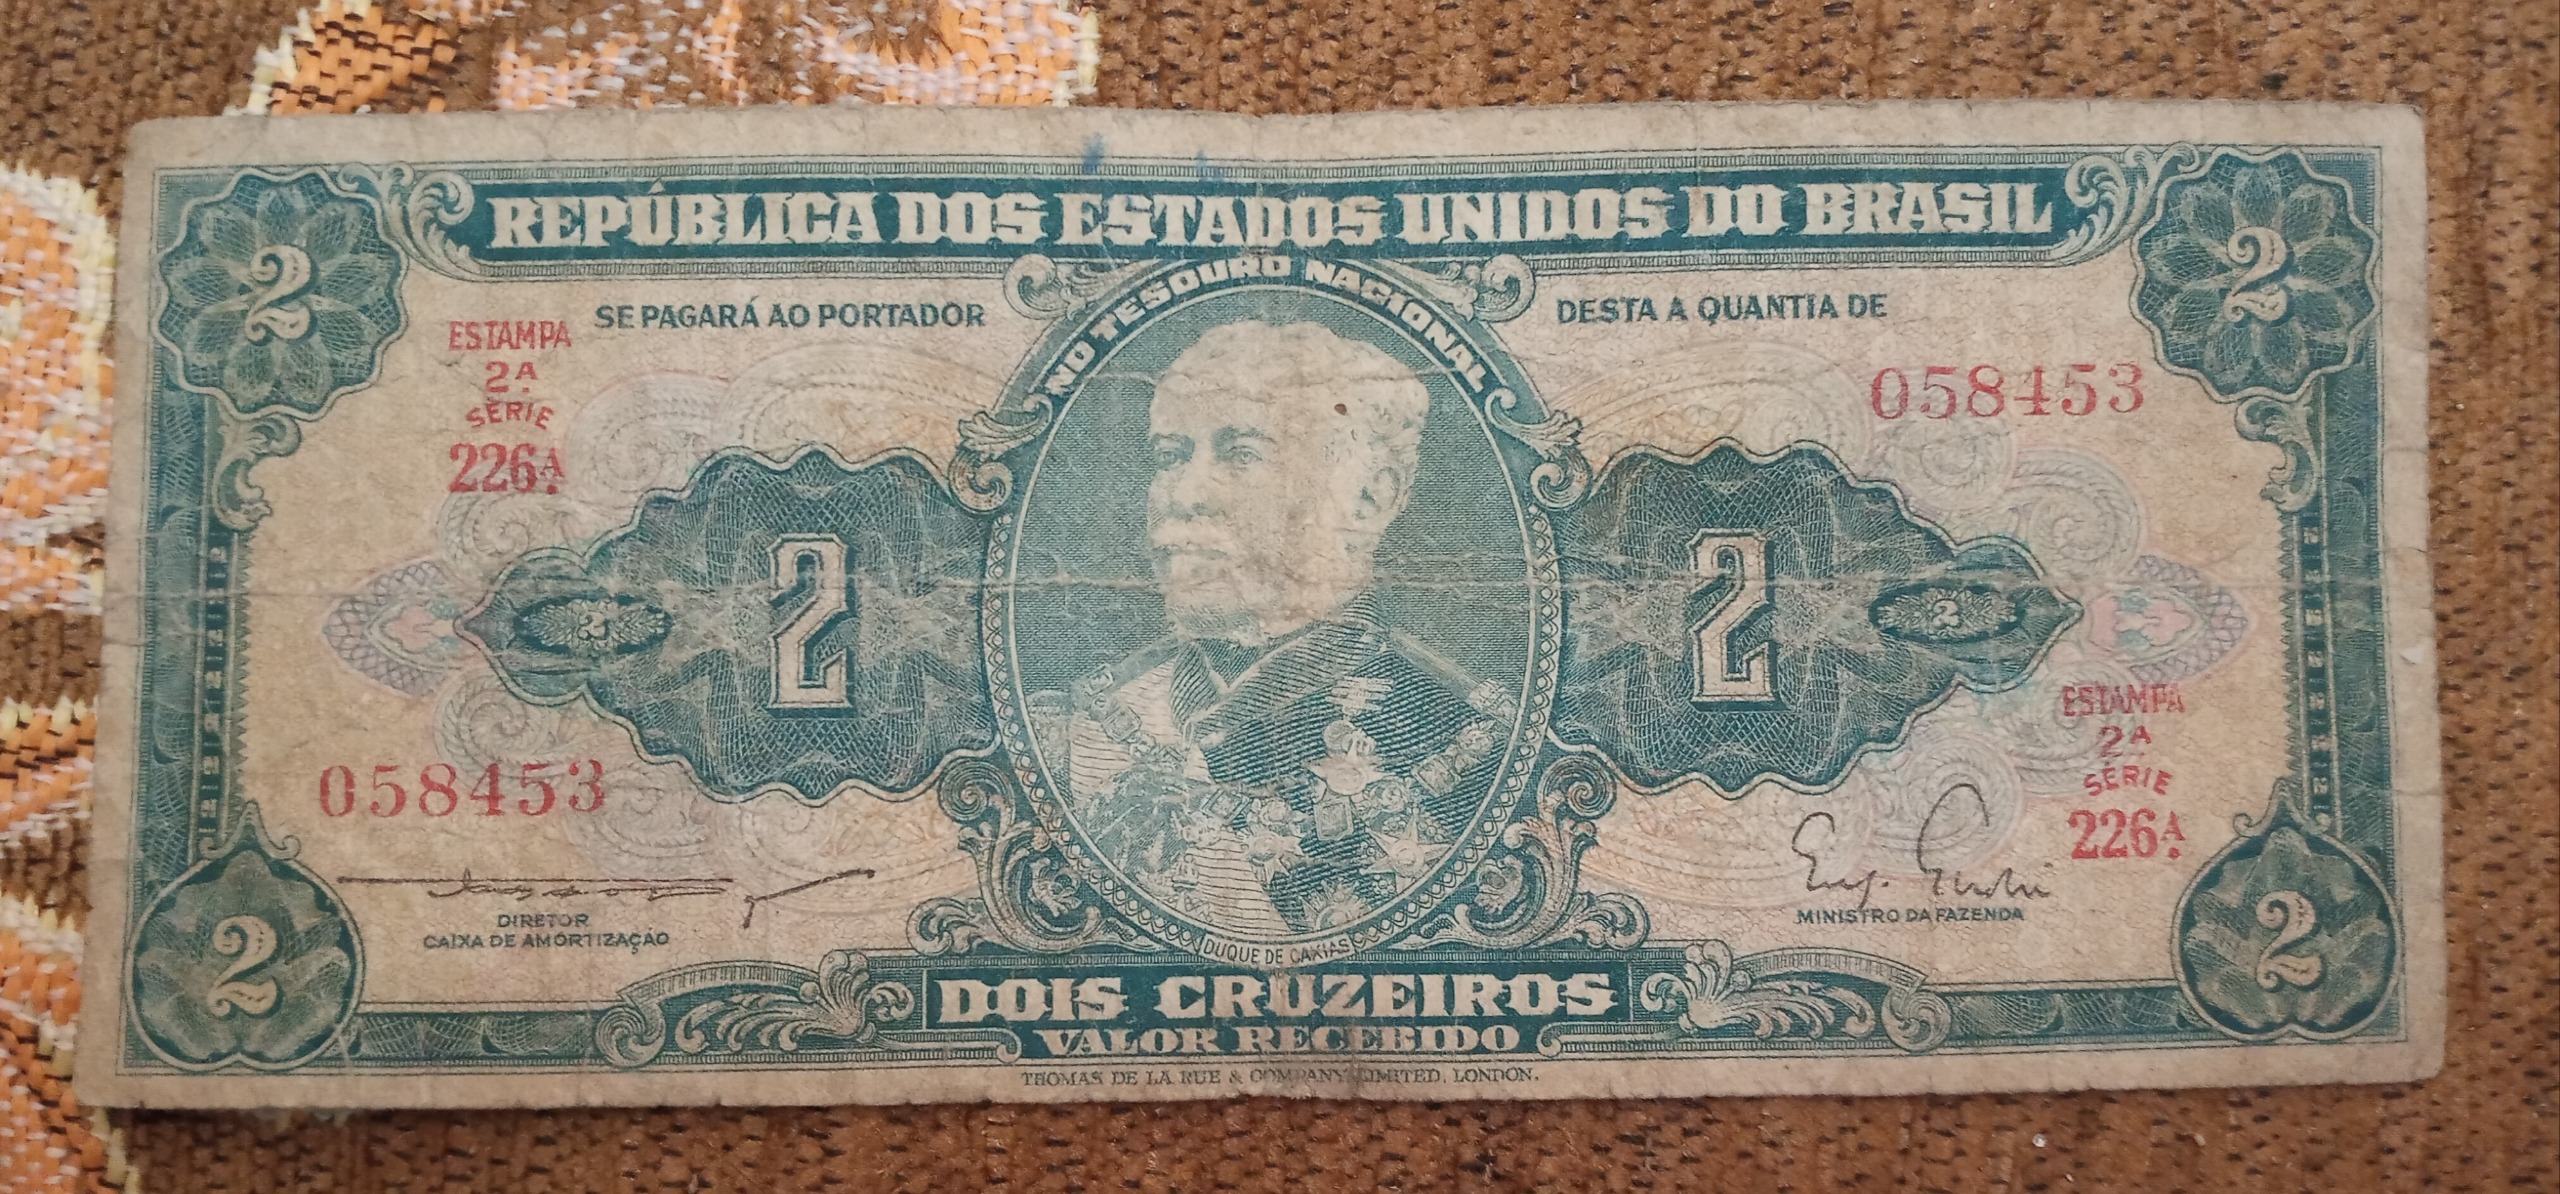 REPÚBLICA DOS ESTADOS UNIDOS DO BRASIL
2
2
NO TESOURO NACIONAL
SE PAGARÁ AO PORTADOR
DESTA A QUANTIA DE
ESTAMPA
2ª
SÉRIE
226ª
058453
2
2
2
2
058453
ESTAMPA
2ª
SÉRIE
226ª
DIRETOR
CAIXA DE AMORTIZAÇÃO
MINISTRO DA FAZENDA
2
2
DUQUE DE CAXIAS
DOIS CRUZEIROS
VALOR RECEBIDO
THOMAS DE LA RUE & COMPANY, LIMITED, LONDON.